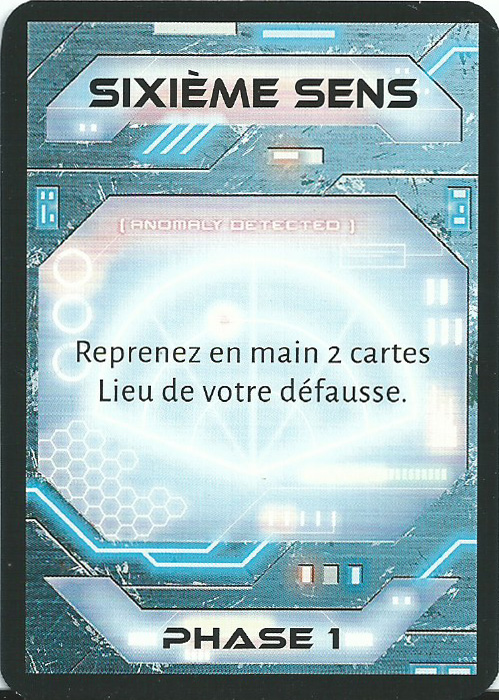 SIXIÈME SENS
( ANOMALY DETECTED )
Reprenez en main 2 cartes
Lieu de votre défausse.
PHASE 1